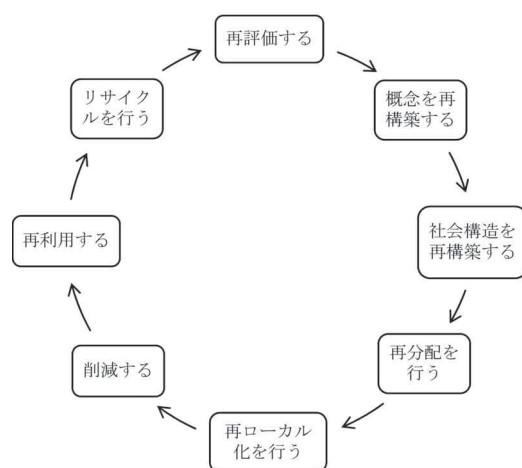 再評価する
概念を再
構築する
社会構造を
再構築する
再分配を
行う
再ローカル
化を行う
削減する
再利用する
リサイク
ルを行う